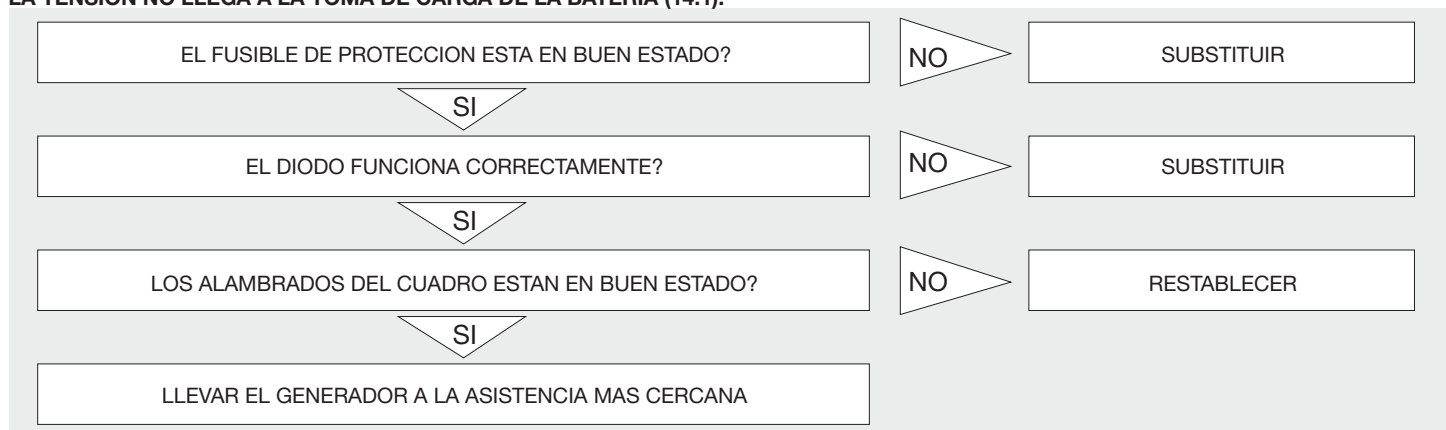 LA TENSION NO LLEGA A LA TOMA DE CARGA DE LA BATERIA (14.1).
EL FUSIBLE DE PROTECCION ESTA EN BUEN ESTADO?
NO
SUBSTITUIR
SI
EL DIODO FUNCIONA CORRECTAMENTE?
NO
SUBSTITUIR
SI
LOS ALAMBRADOS DEL CUADRO ESTAN EN BUEN ESTADO?
NO
RESTABLECER
SI
LLEVAR EL GENERADOR A LA ASISTENCIA MAS CERCANA